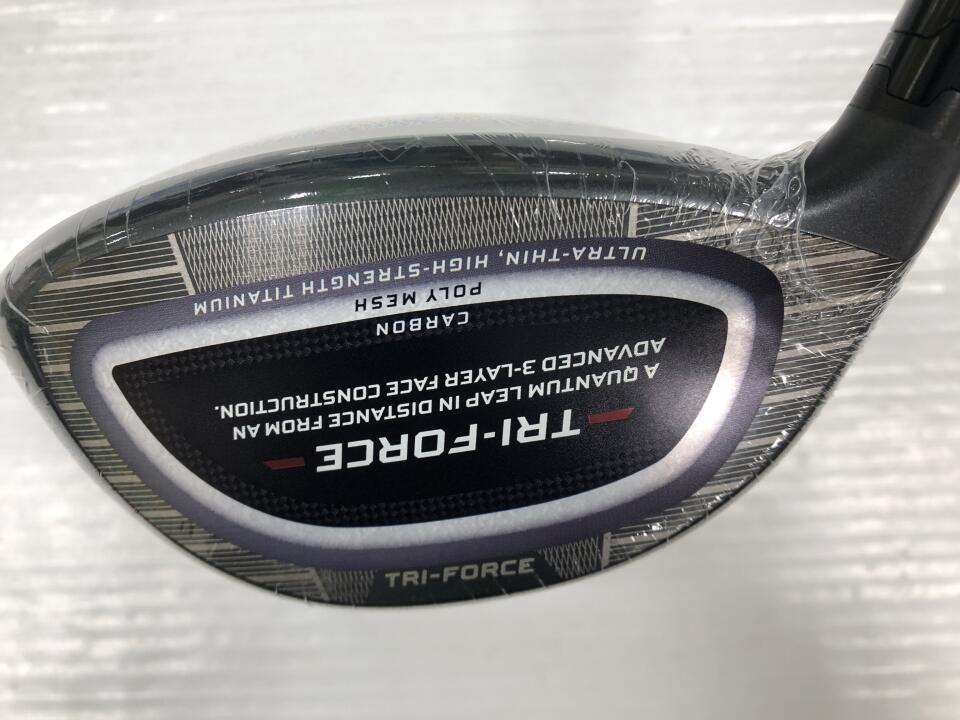 TRI-FORCE
A QUANTUM LEAP IN DISTANCE FROM AN
ADVANCED 3-LAYER FACE CONSTRUCTION.
CARBON
POLY MESH
ULTRA-THIN, HIGH-STRENGTH TITANIUM
TRI-FORCE